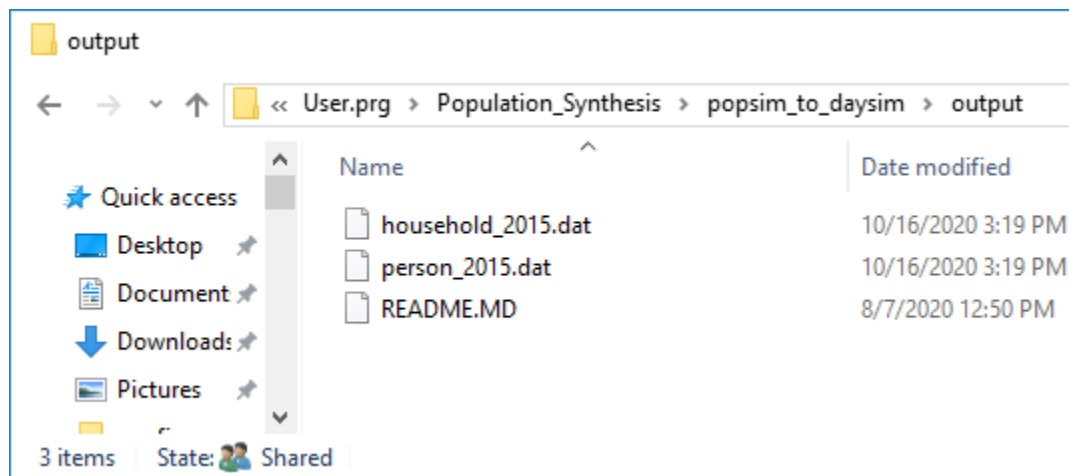 output
« User.prg > Population_Synthesis > popsim_to_daysim > output
Name Date modified
Quick access
Desktop
Document
Downloads
Pictures
household_2015.dat 10/16/2020 3:19 PM
person_2015.dat 10/16/2020 3:19 PM
README.MD 8/7/2020 12:50 PM
3 items State: Shared